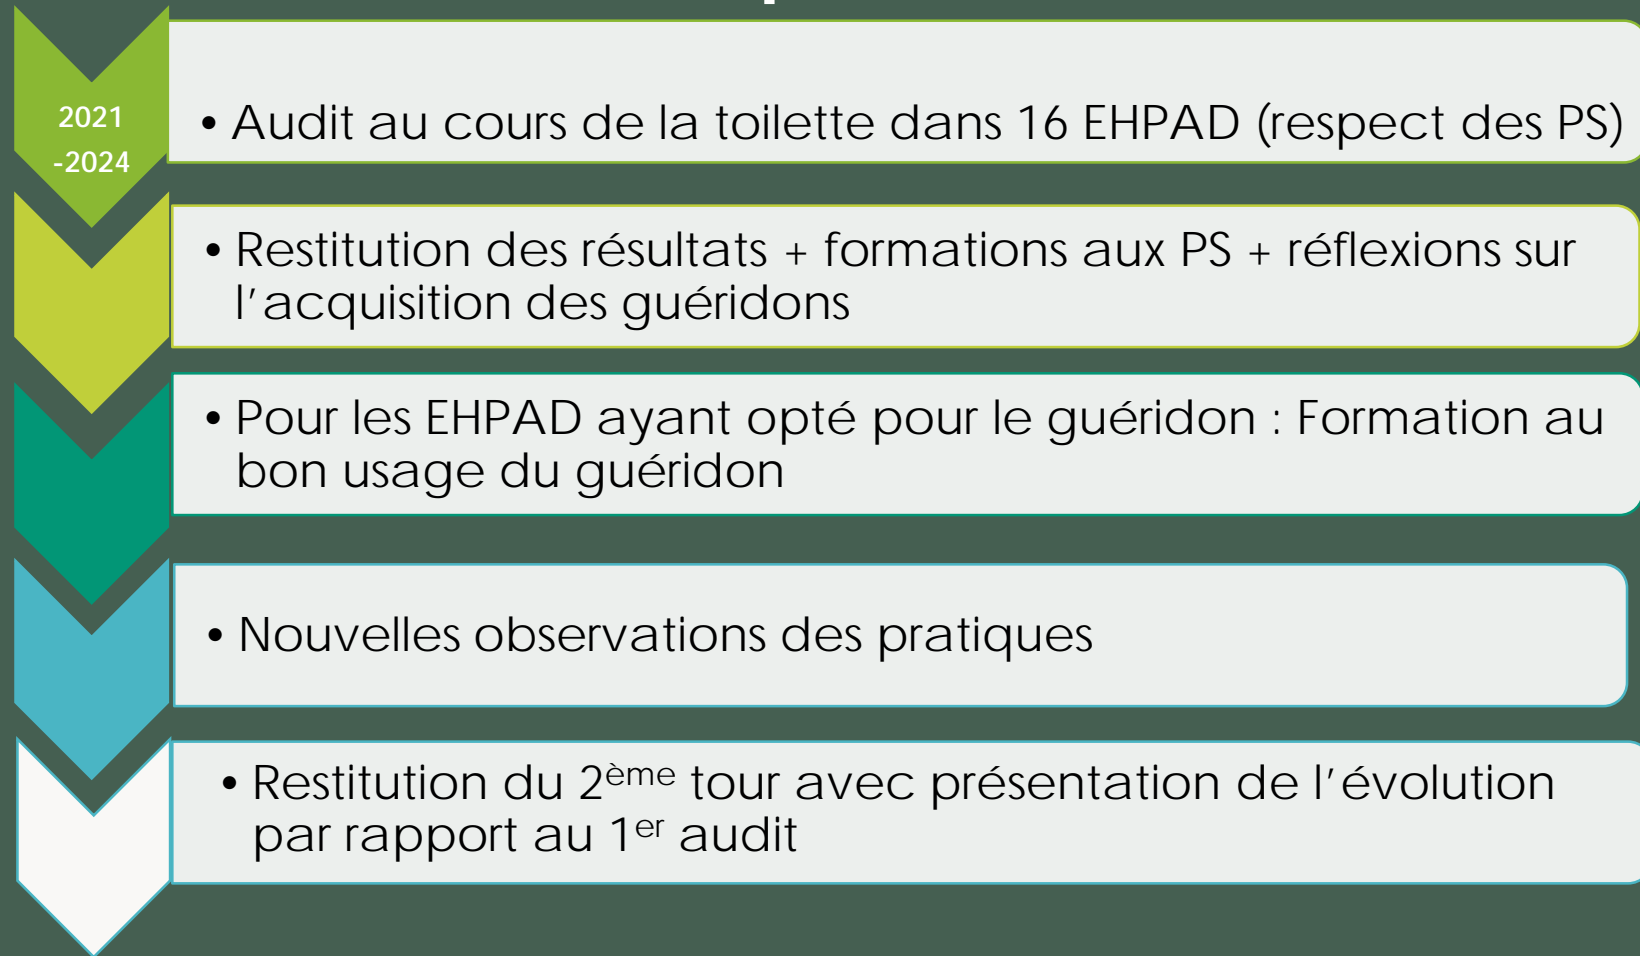 2021
-2024
• Audit au cours de la toilette dans 16 EHPAD (respect des PS)
• Restitution des résultats + formations aux PS + réflexions sur
l’acquisition des guéridons
• Pour les EHPAD ayant opté pour le guéridon : Formation au
bon usage du guéridon
• Nouvelles observations des pratiques
• Restitution du 2ème tour avec présentation de l’évolution
par rapport au 1er audit